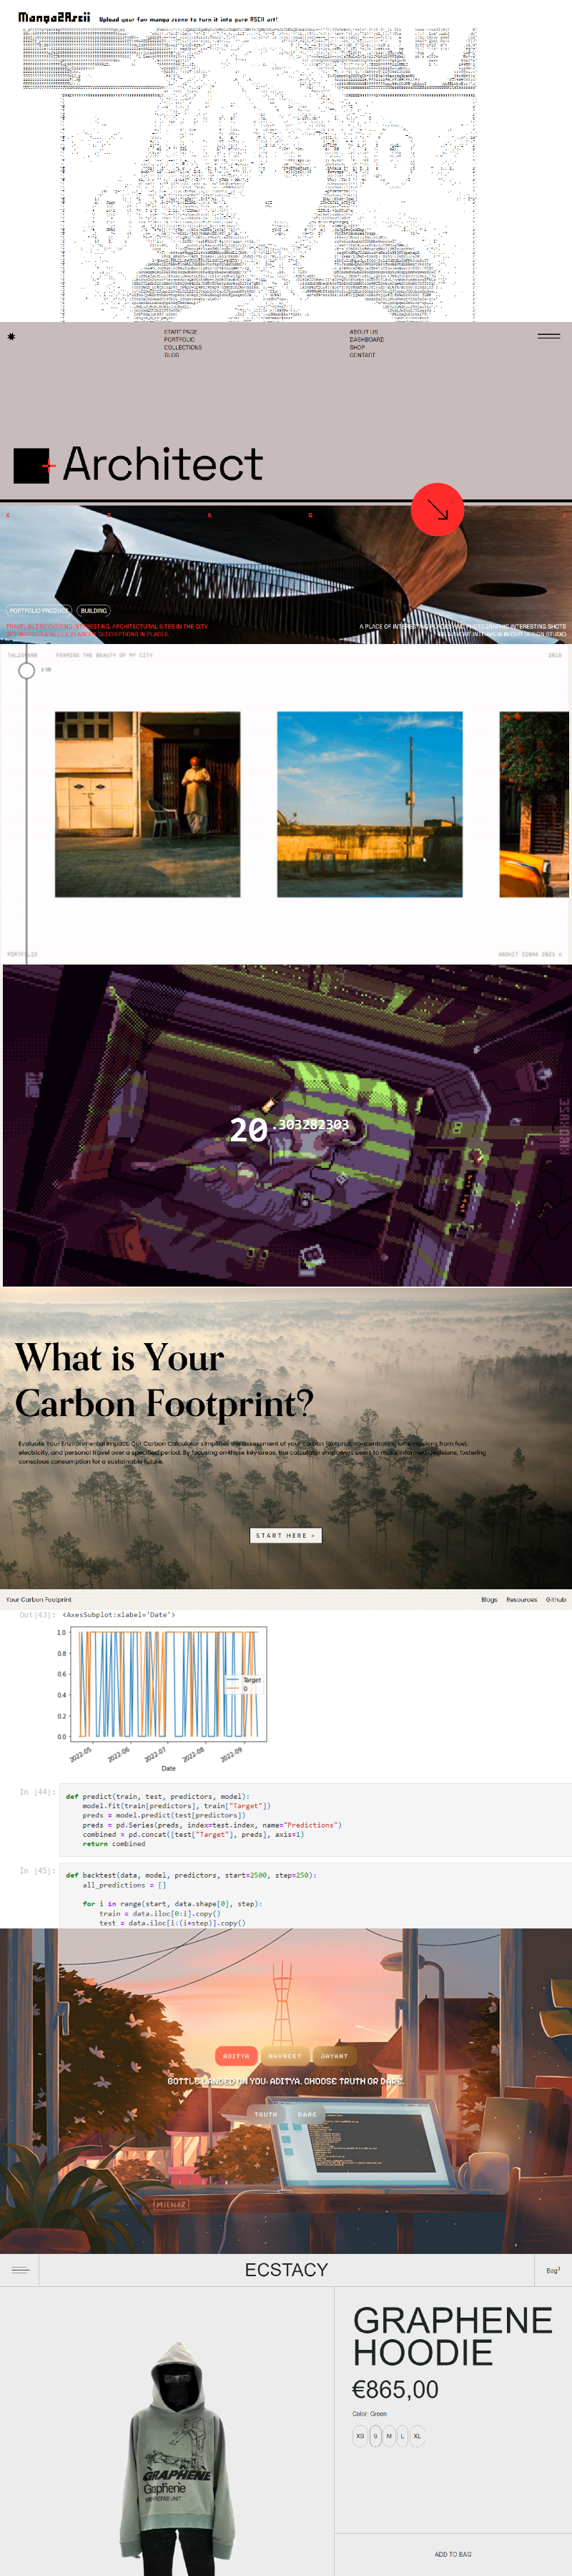 Manga2Ascii
Upload your fav manga scene to turn it into pure ASCII art!
START PAGE
PORTFOLIO
COLLECTIONS
BLOG
ABOUT US
DASHBOARD
SHOP
CONTACT
Architect
PORTFOLIO PRODUCT
BUILDING
TRAVEL IN DISCOVERING INTERESTING ARCHITECTURAL SITES IN THE CITY
FRAMING THE BEAUTY OF MY CITY
2018
PORTFOLIO
20.303282303
What is Your
Carbon Footprint?
Evaluate Your Environmental Impact. Our Carbon Calculator simplifies the assessment of your carbon footprint, concentrating on emissions from fuel,
electricity, and personal travel over a specified period. By focusing on these key areas, the calculator empowers users to make informed decisions, fostering
conscious consumption for a sustainable future.
START HERE
Your Carbon Footprint
Blogs
Resources
Github
Out[43]: <AxesSubplot:xlabel='Date'>
1.0
0.8
0.6
0.4
0.2
0.0
Target
0
2022-05
2022-06
2022-07
2022-08
2022-09
Date
In [44]:
def predict(train, test, predictors, model):
model.fit(train[predictors], train["Target"])
preds = model.predict(test[predictors])
preds = pd.Series(preds, index=test.index, name="Predictions")
combined = pd.concat([test["Target"], preds], axis=1)
return combined
In [45]:
def backtest(data, model, predictors, start=2500, step=250):
all_predictions = []
for i in range(start, data.shape[0], step):
train = data.iloc[0:i].copy()
test = data.iloc[i:(i+step)].copy()
ADITYA
NAVNEET
JAYANT
BOTTLE LANDED ON YOU, ADITYA. CHOOSE TRUTH OR DARE.
TRUTH
DARE
ECSTACY
Bag
GRAPHENE
HOODIE
€865,00
Color: Green
XS
S
M
L
XL
GRAPHENE
Graphene
ADD TO BAG